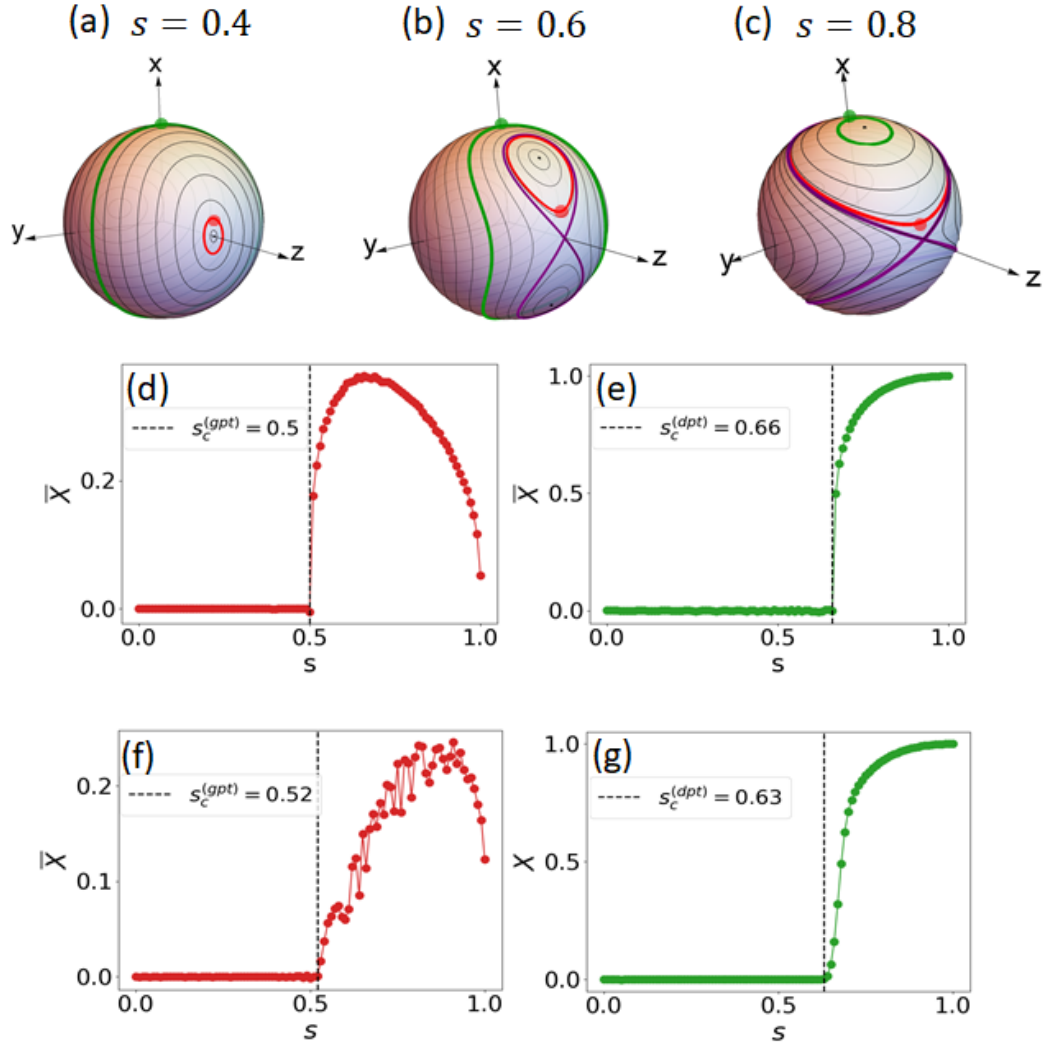 (a) s = 0.4
(b) s = 0.6
(c) s = 0.8
x
y
z
x
y
z
x
y
z
(d)
s_c^{(gpt)} = 0.5
X̅
0.2
0.0
0.0 0.5 1.0
s
(e)
s_c^{(dpt)} = 0.66
X̅
1.0
0.5
0.0
0.0 0.5 1.0
s
(f)
s_c^{(gpt)} = 0.52
X̅
0.2
0.1
0.0
0.0 0.5 1.0
s
(g)
s_c^{(dpt)} = 0.63
X
1.0
0.5
0.0
0.0 0.5 1.0
s